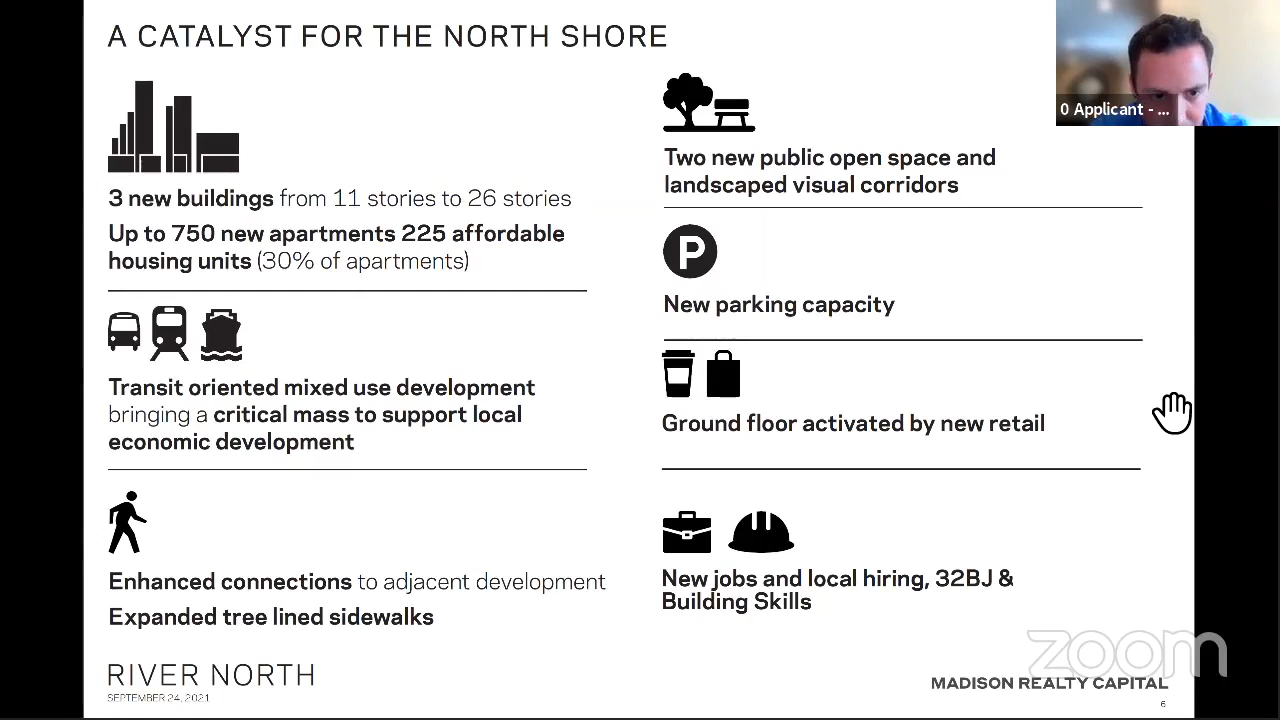 A CATALYST FOR THE NORTH SHORE
3 new buildings from 11 stories to 26 stories
Up to 750 new apartments 225 affordable
housing units (30% of apartments)
Transit oriented mixed use development
bringing a critical mass to support local
economic development
Enhanced connections to adjacent development
Expanded tree lined sidewalks
RIVER NORTH
SEPTEMBER 24, 2021
0 Applicant - ...
Two new public open space and
landscaped visual corridors
P
New parking capacity
Ground floor activated by new retail
New jobs and local hiring, 32BJ &
Building Skills
zoom
MADISON REALTY CAPITAL
6